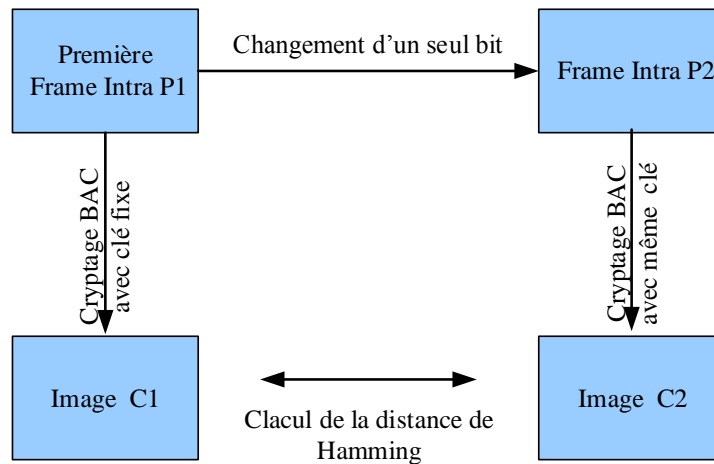 Première
Frame Intra P1
Changement d’un seul bit
Frame Intra P2
Cryptage BAC
avec clé fixe
Cryptage BAC
avec même clé
Image C1
Clacul de la distance de
Hamming
Image C2